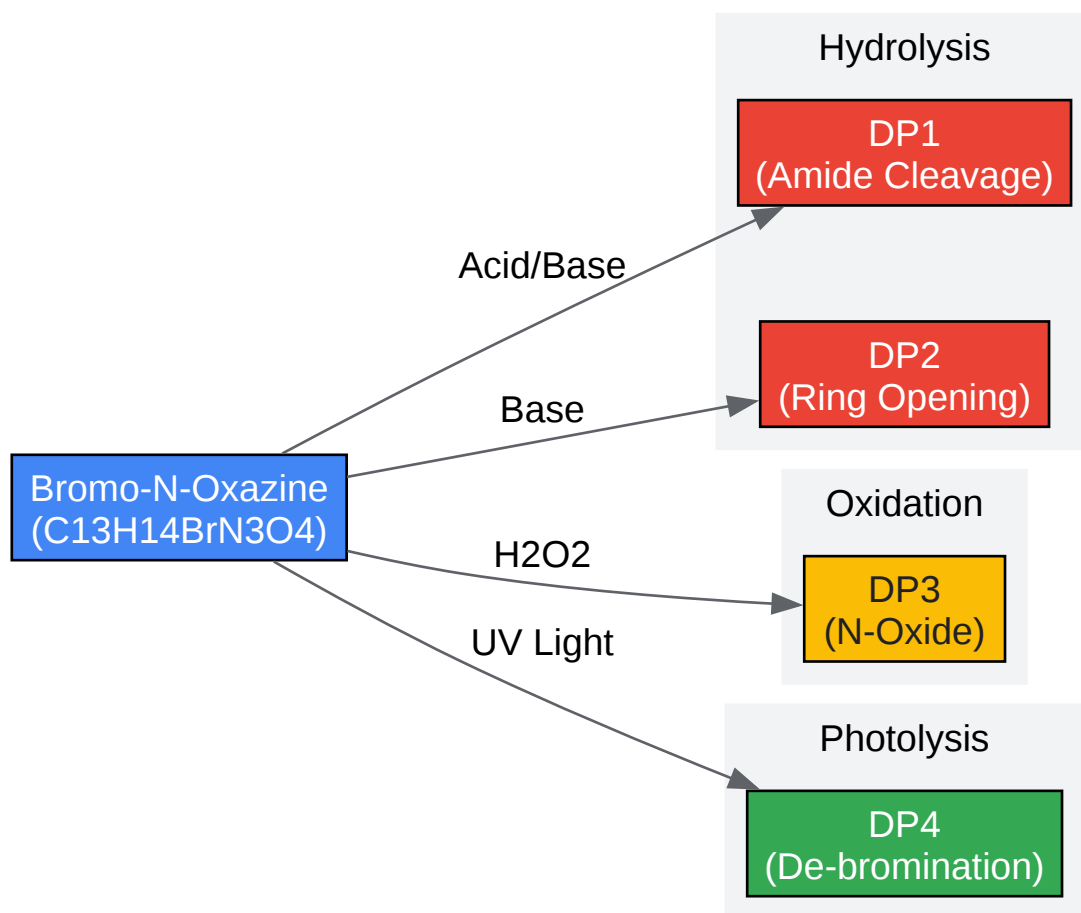 Hydrolysis
DP1
(Amide Cleavage)
Acid/Base
DP2
(Ring Opening)
Base
Bromo-N-Oxazine
(C13H14BrN3O4)
Oxidation
H2O2
DP3
(N-Oxide)
UV Light
Photolysis
DP4
(De-bromination)